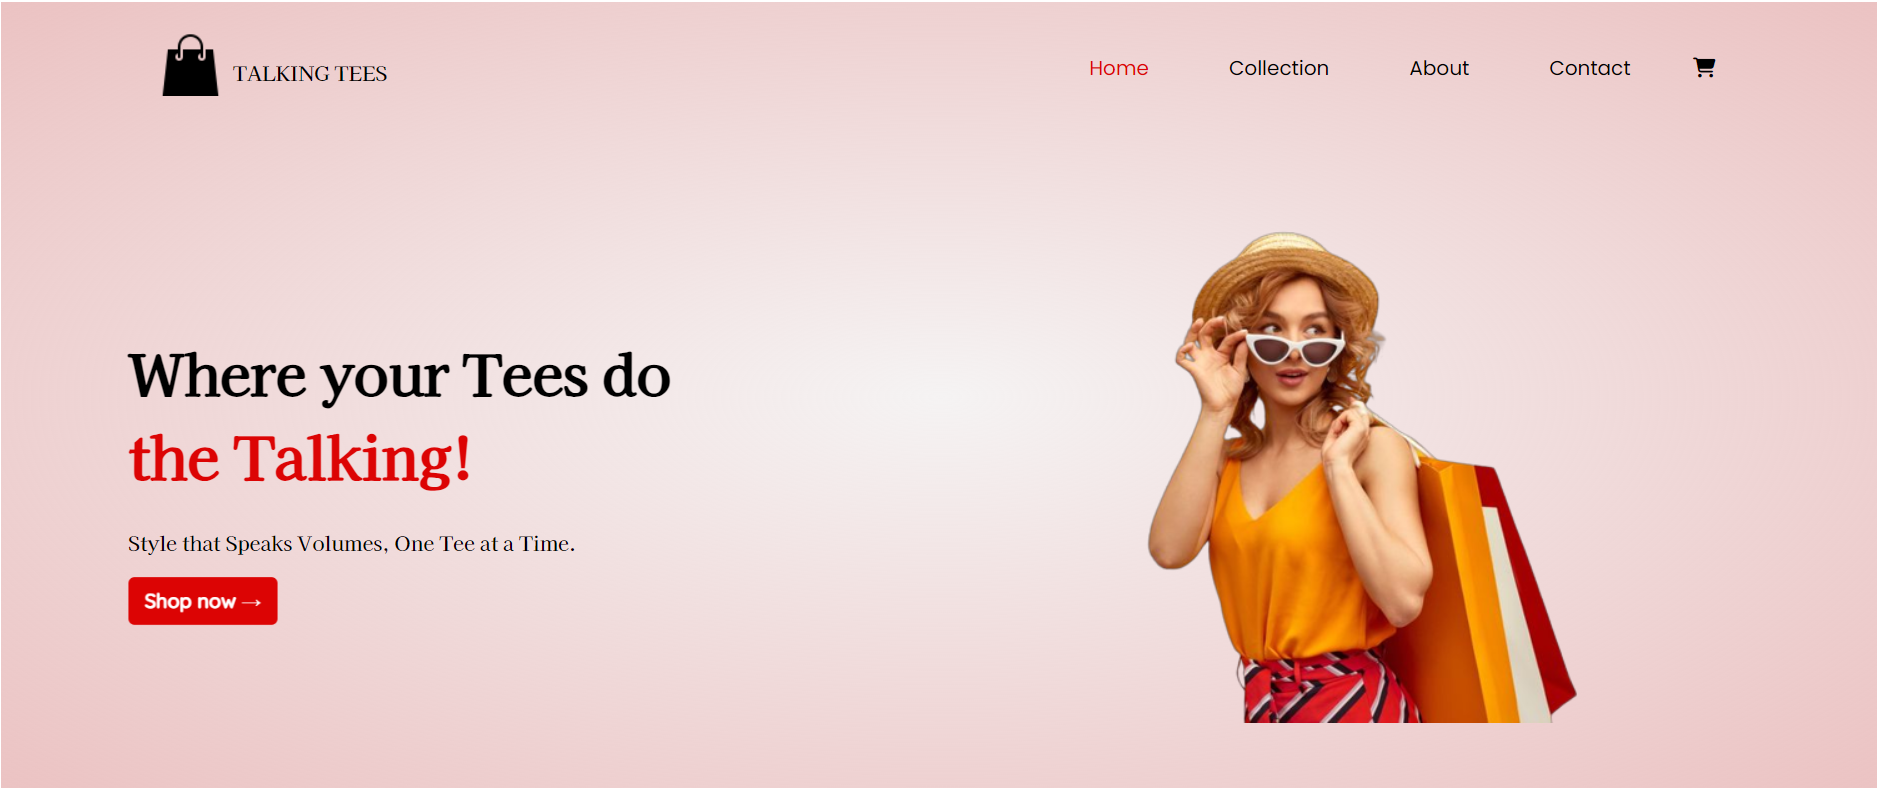 TALKING TEES
Home Collection About Contact
Where your Tees do
the Talking!
Style that Speaks Volumes, One Tee at a Time.
Shop now →